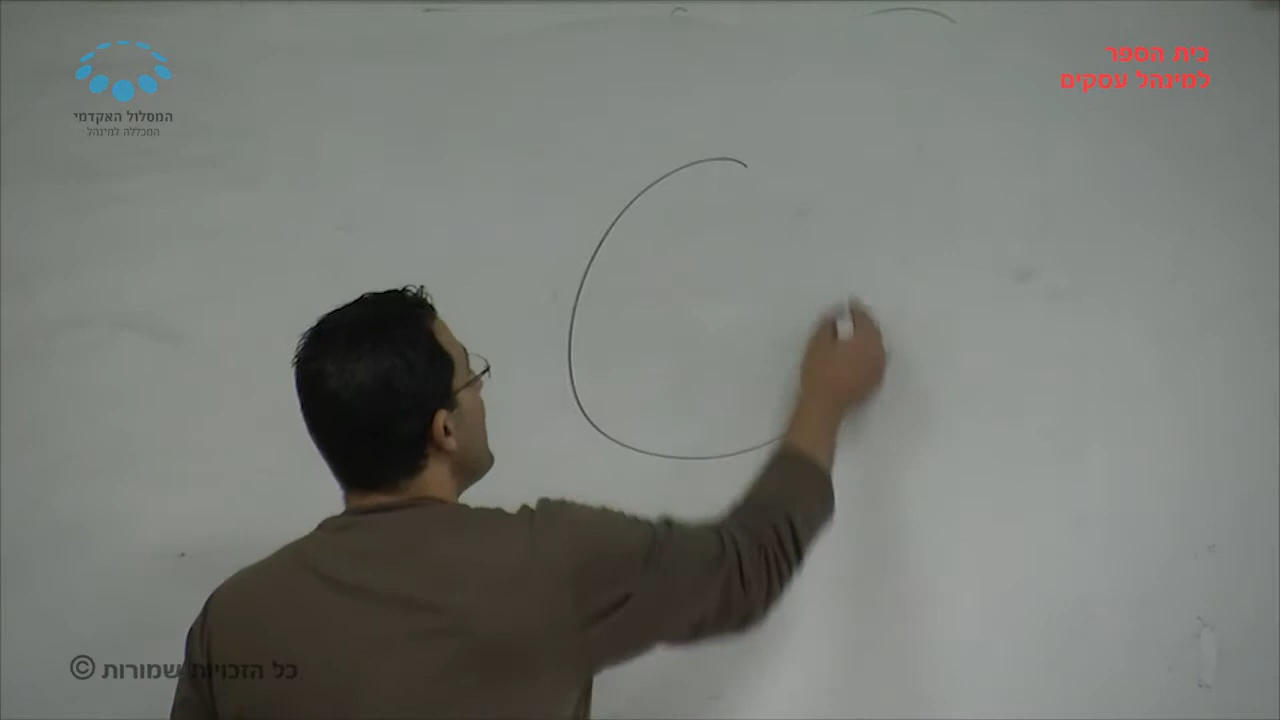 המסלול האקדמי
המכללה למינהל
בית הספר
למינהל עסקים
כל הזכויות שמורות ©